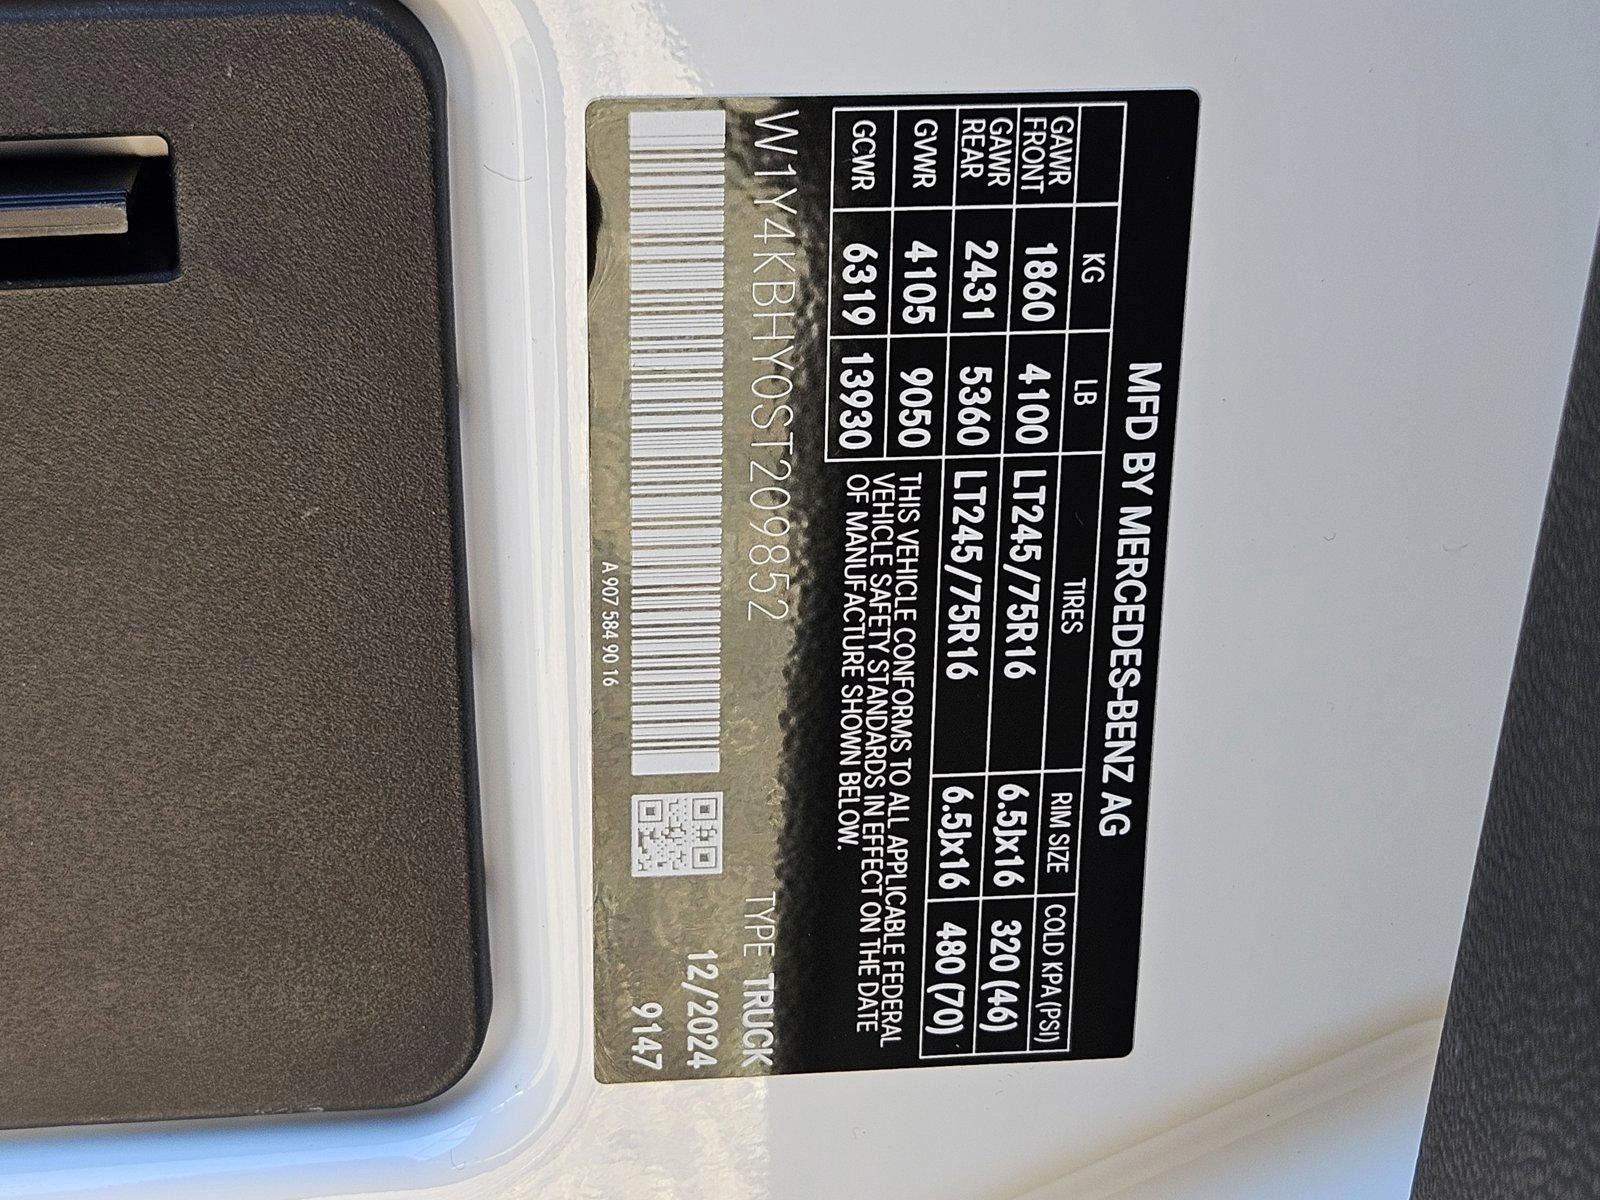 MFD BY MERCEDES-BENZ AG
KG LB TIRES RIM SIZE COLD KPA (PSI)
GAWR FRONT 1860 4100 LT245/75R16 6.5Jx16 320 (46)
GAWR REAR 2431 5360 LT245/75R16 6.5Jx16 480 (70)
GVWR 4105 9050
GCWR 6319 13930
THIS VEHICLE CONFORMS TO ALL APPLICABLE FEDERAL
VEHICLE SAFETY STANDARDS IN EFFECT ON THE DATE
OF MANUFACTURE SHOWN BELOW.
W1Y4KBHY0ST209852 TYPE TRUCK
12/2024
9147
A 907 584 90 16